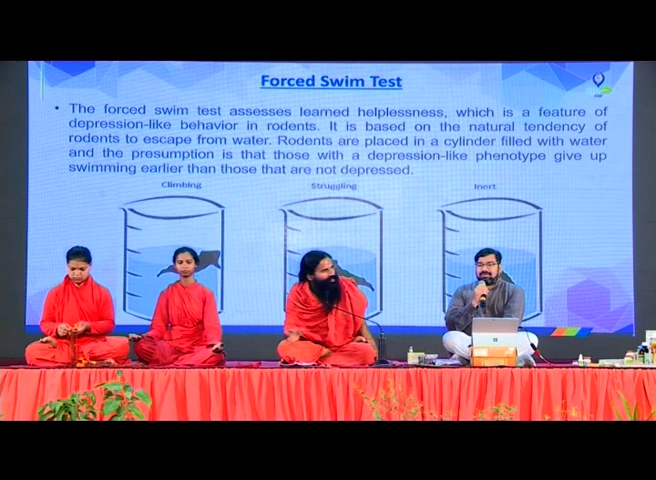 Forced Swim Test
• The forced swim test assesses learned helplessness, which is a feature of
depression-like behavior in rodents. It is based on the natural tendency of
rodents to escape from water. Rodents are placed in a cylinder filled with water
and the presumption is that those with a depression-like phenotype give up
swimming earlier than those that are not depressed.
Climbing Struggling Inert